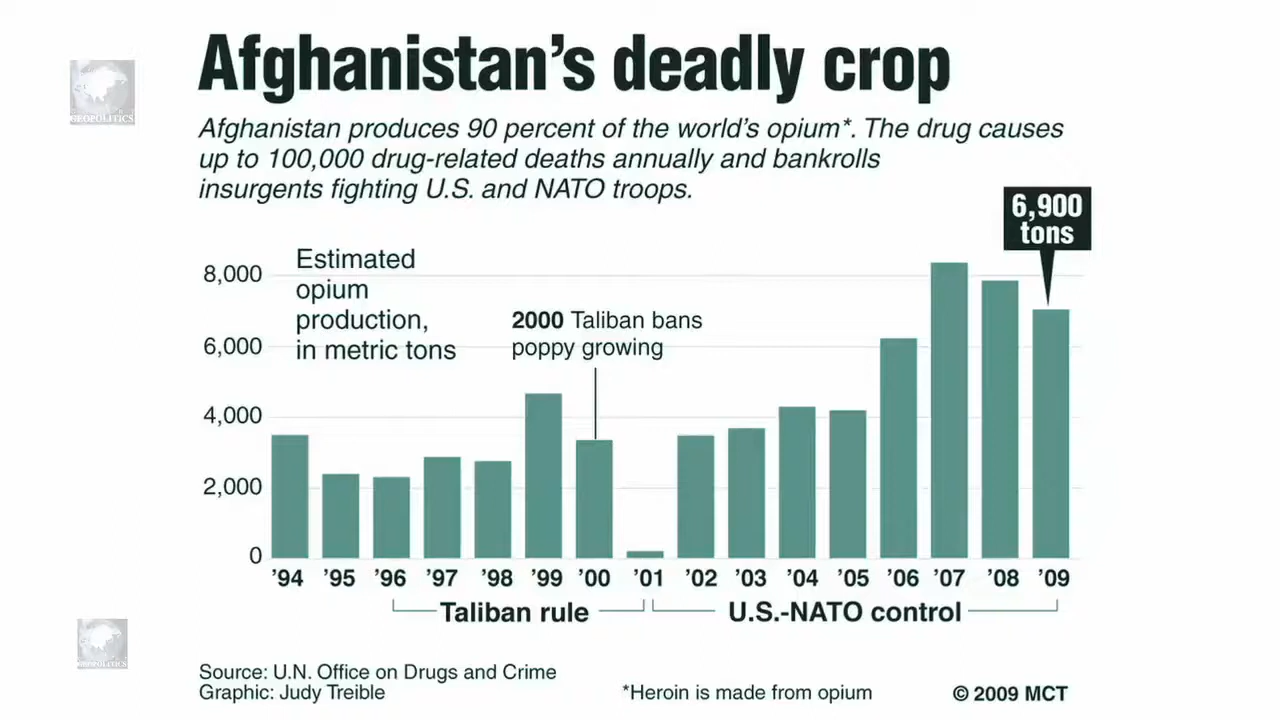 Afghanistan's deadly crop
GEOPOLITICS
Afghanistan produces 90 percent of the world's opium*. The drug causes
up to 100,000 drug-related deaths annually and bankrolls
insurgents fighting U.S. and NATO troops.
6,900
tons
Estimated
opium
production,
in metric tons
2000 Taliban bans
poppy growing
8,000
6,000
4,000
2,000
0
'94 '95 '96 '97 '98 '99 '00 '01 '02 '03 '04 '05 '06 '07 '08 '09
Taliban rule U.S.-NATO control
GEOPOLITICS
Source: U.N. Office on Drugs and Crime
Graphic: Judy Treible
*Heroin is made from opium
© 2009 MCT